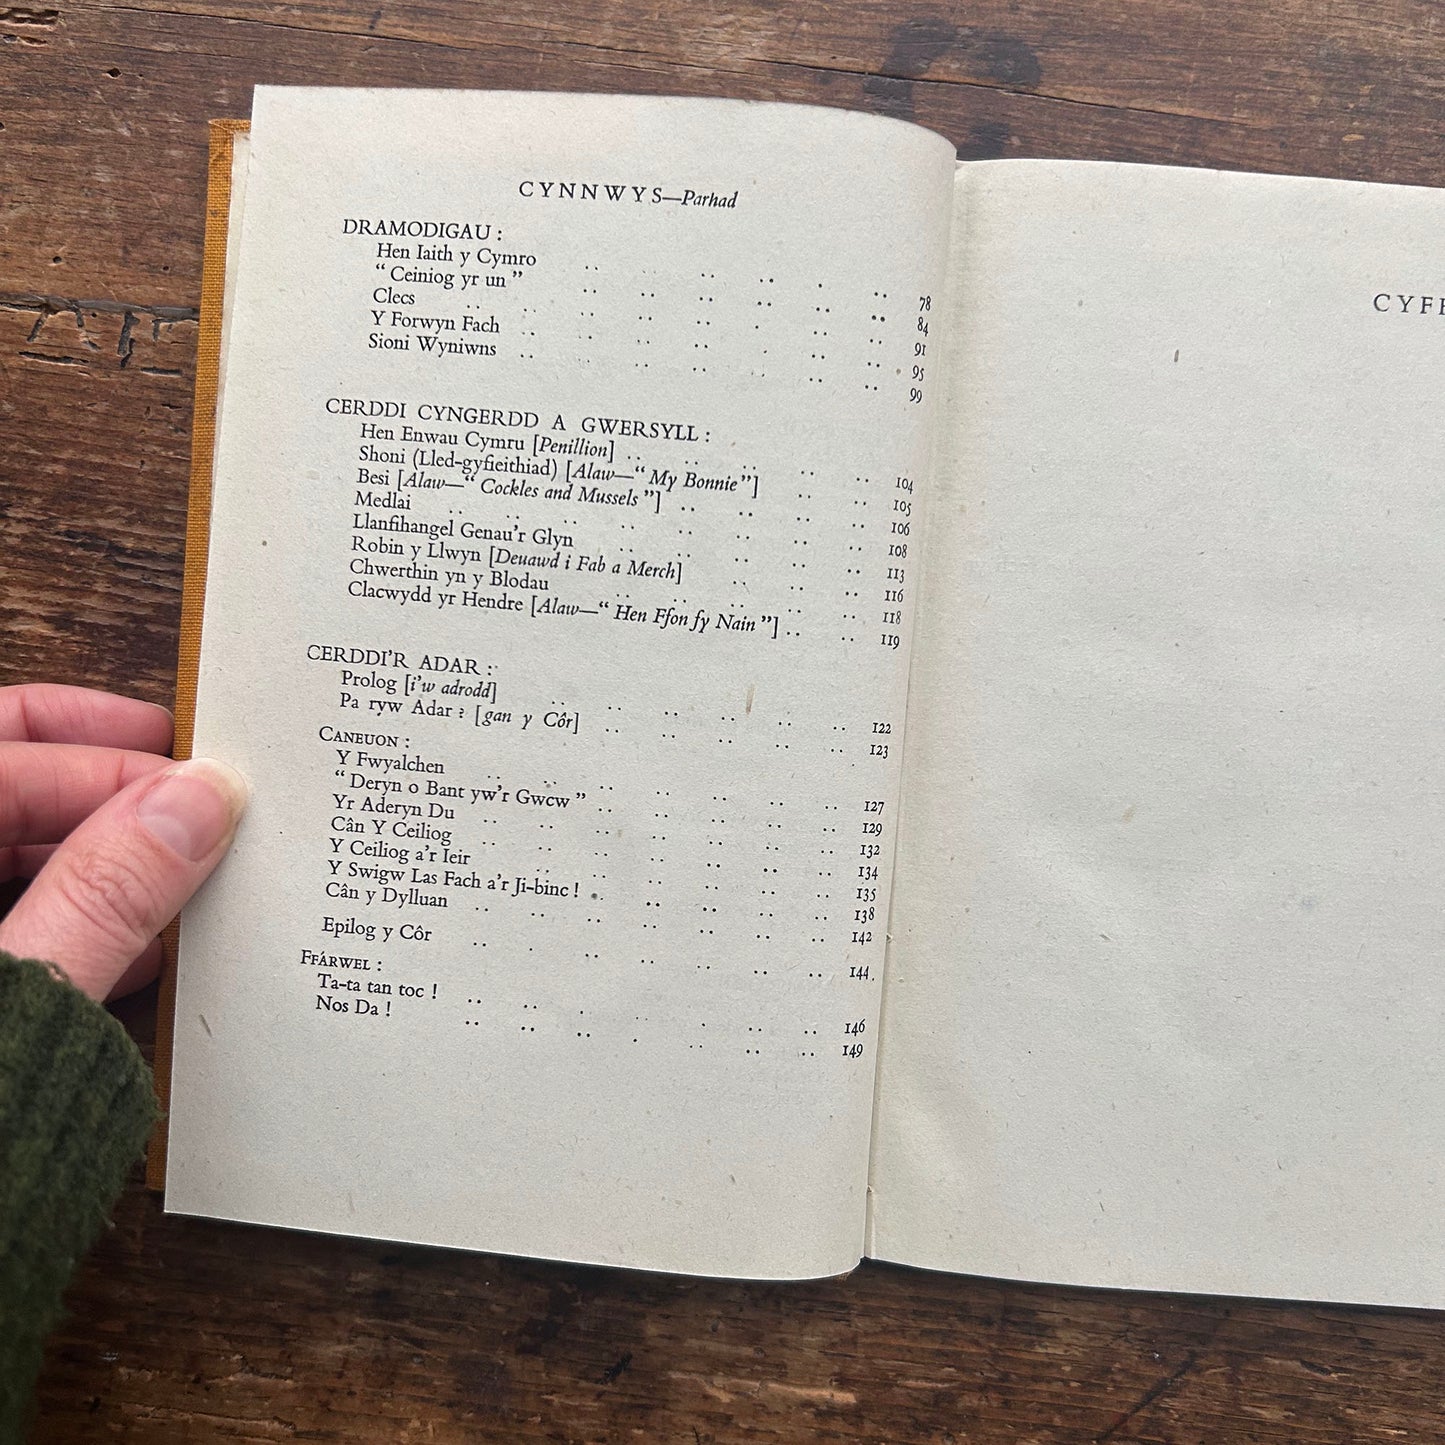 CYNNWYS—Parhad
DRAMODIGAU :
Hen Iaith y Cymro .. .. .. .. .. 78
“ Ceiniog yr un ” .. .. .. .. .. 84
Clecs .. .. .. .. .. 91
Y Forwyn Fach .. .. .. .. .. 95
Sioni Wyniwns .. .. .. .. .. 99
CERDDI CYNGERDD A GWERSYLL :
Hen Enwau Cymru [Penillion] .. .. .. .. .. 104
Shoni (Lled-gyfieithiad) [Alaw—“ My Bonnie ”] .. .. 105
Besi [Alaw—“ Cockles and Mussels ”] .. .. .. .. 106
Medlai .. .. .. .. .. .. .. 108
Llanfihangel Genau’r Glyn .. .. .. .. .. 113
Robin y Llwyn [Deuawd i Fab a Merch] .. .. .. 116
Chwerthin yn y Blodau .. .. .. .. .. 118
Clacwydd yr Hendre [Alaw—“ Hen Ffon fy Nain ”] .. .. 119
CERDDI’R ADAR :
Prolog [i’w adrodd] .. .. .. .. .. .. 122
Pa ryw Adar ? [gan y Côr] .. .. .. .. .. 123
CANEUON :
Y Fwyalchen .. .. .. .. .. .. .. 127
“ Deryn o Bant yw’r Gwcw ” .. .. .. .. .. 129
Yr Aderyn Du .. .. .. .. .. .. .. 132
Cân Y Ceiliog .. .. .. .. .. .. .. 134
Y Ceiliog a’r Ieir .. .. .. .. .. .. 135
Y Swigw Las Fach a’r Ji-binc ! .. .. .. .. .. 138
Cân y Dylluan .. .. .. .. .. .. .. 142
Epilog y Côr .. .. .. .. .. .. .. 144
FFÁRWEL :
Ta-ta tan toc ! .. .. .. .. .. .. .. 146
Nos Da ! .. .. .. .. .. .. .. 149